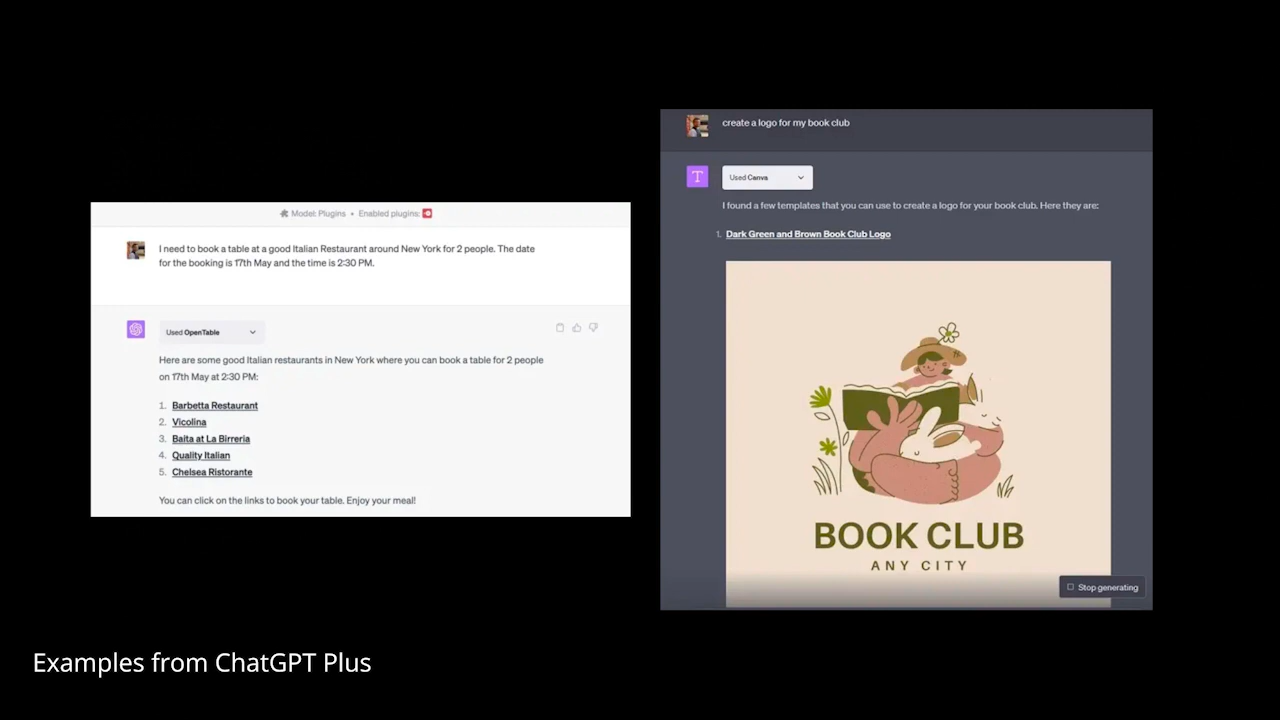 Model: Plugins • Enabled plugins:
I need to book a table at a good Italian Restaurant around New York for 2 people. The date
for the booking is 17th May and the time is 2:30 PM.
Used OpenTable
Here are some good Italian restaurants in New York where you can book a table for 2 people
on 17th May at 2:30 PM:
1. Barbetta Restaurant
2. Vicolina
3. Baita at La Birreria
4. Quality Italian
5. Chelsea Ristorante
You can click on the links to book your table. Enjoy your meal!
create a logo for my book club
T
Used Canva
I found a few templates that you can use to create a logo for your book club. Here they are:
1. Dark Green and Brown Book Club Logo
BOOK CLUB
ANY CITY
Stop generating
Examples from ChatGPT Plus